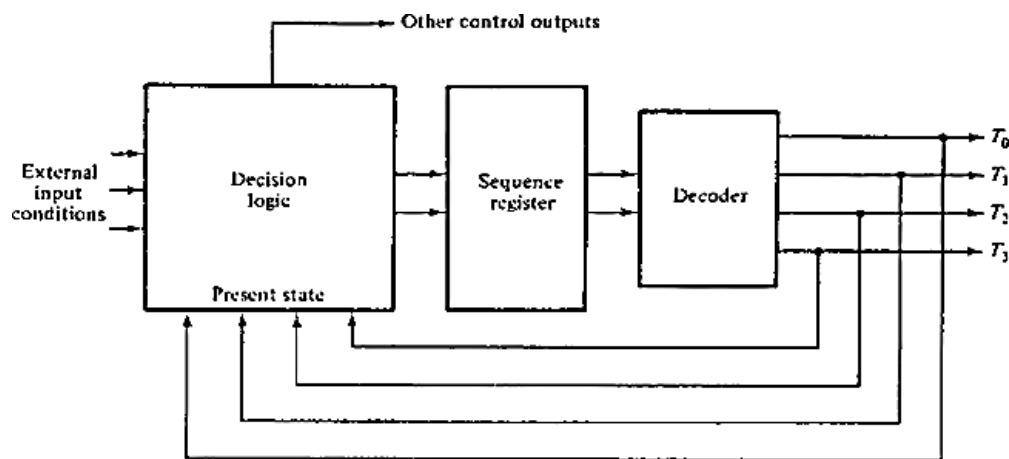 Other control outputs
External
input
conditions
Decision
logic
Present state
Sequence
register
Decoder
T0
T1
T2
T3